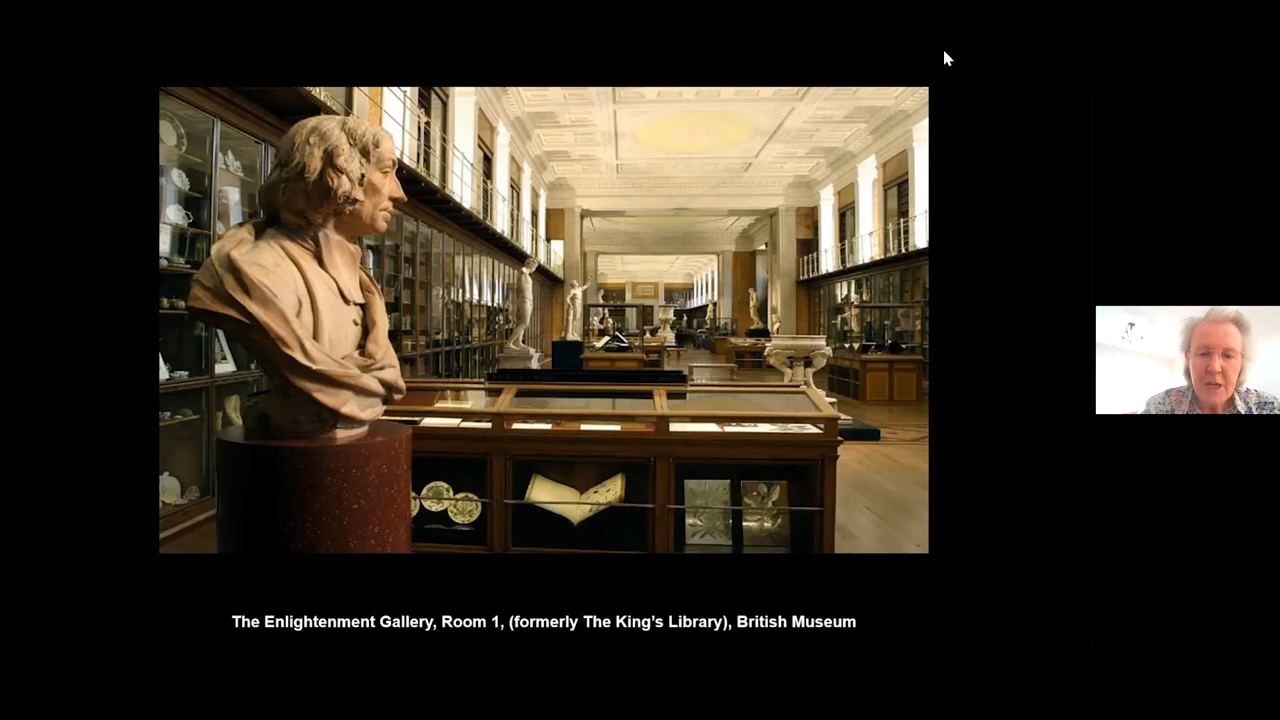 The Enlightenment Gallery, Room 1, (formerly The King’s Library), British Museum